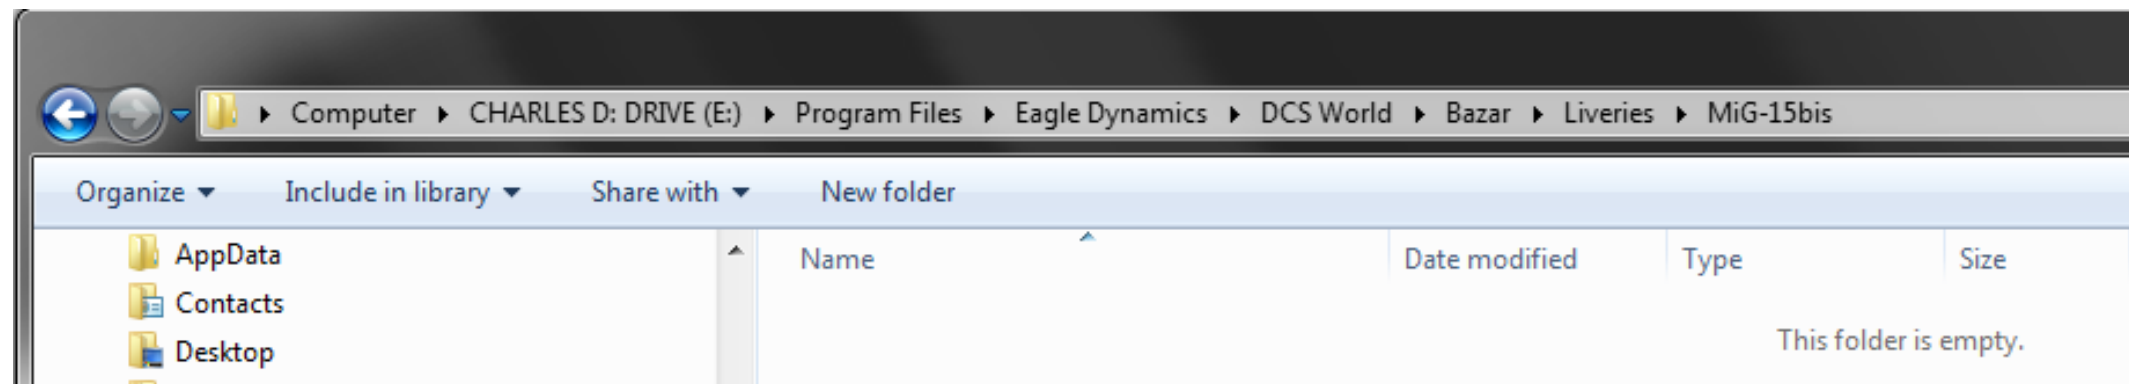 Computer CHARLES D: DRIVE (E:) Program Files Eagle Dynamics DCS World Bazar Liveries MiG-15bis
Organize Include in library Share with New folder
AppData
Contacts
Desktop
Name Date modified Type Size
This folder is empty.